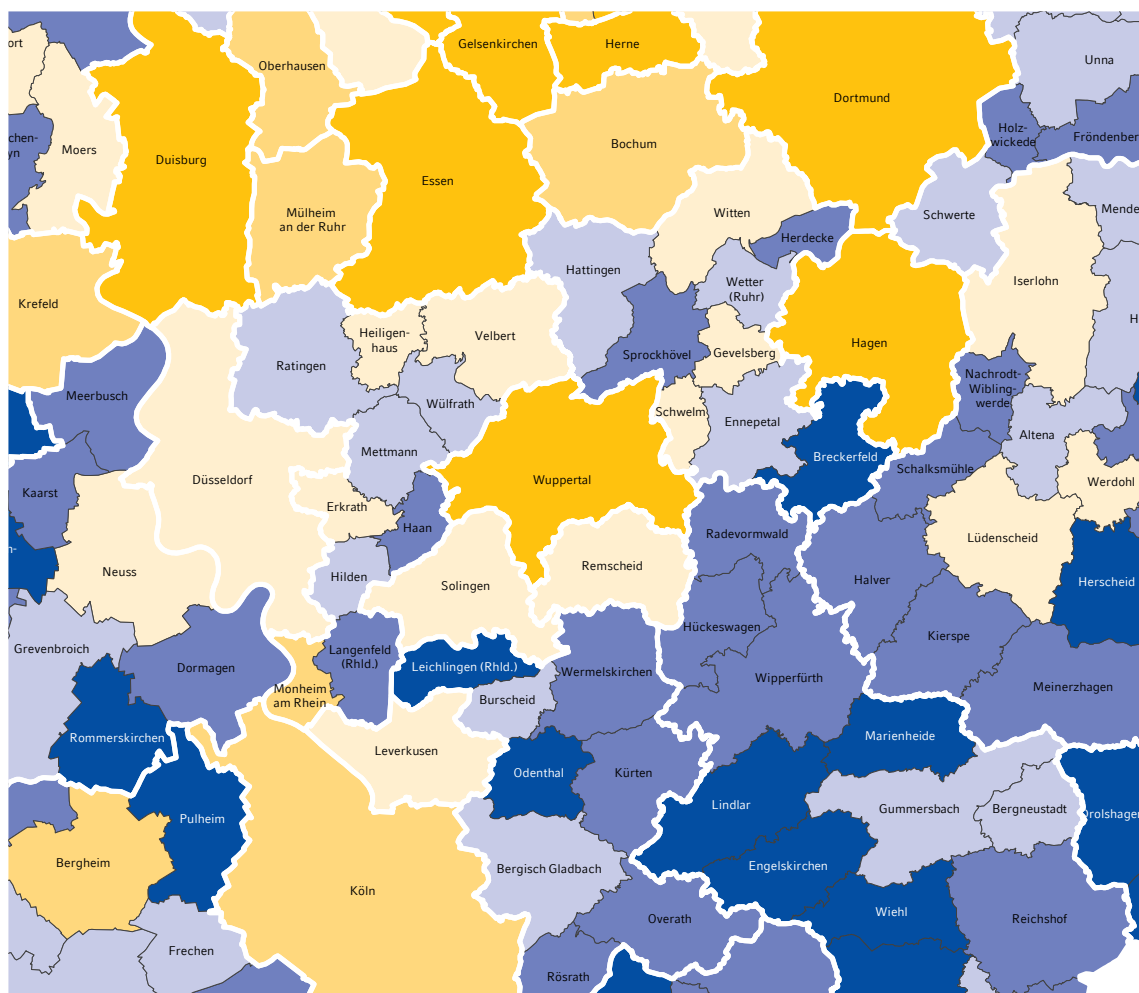 ort
Oberhausen
Gelsenkirchen
Herne
Unna
Dortmund
chen-
yn
Moers
Duisburg
Essen
Bochum
Holz-
wickede
Fröndenber
Mülheim
an der Ruhr
Witten
Herdecke
Schwerte
Mende
Krefeld
Hattingen
Wetter
(Ruhr)
Iserlohn
H
Ratingen
Heiligen-
haus
Velbert
Sprockhövel
Gevelsberg
Hagen
Meerbusch
Wülfrath
Schwelm
Ennepetal
Nachrodt-
Wibling-
werde
Altena
Kaarst
Düsseldorf
Mettmann
Wuppertal
Breckerfeld
Schalksmühle
Werdohl
n-
Erkrath
Haan
Radevormwald
Lüdenscheid
Neuss
Hilden
Solingen
Remscheid
Halver
Herscheid
Grevenbroich
Dormagen
Langenfeld
(Rhld.)
Leichlingen (Rhld.)
Wermelskirchen
Hückeswagen
Kierspe
Monheim
am Rhein
Burscheid
Wipperfürth
Meinerzhagen
Rommerskirchen
Leverkusen
Odenthal
Kürten
Marienheide
Pulheim
Lindlar
Gummersbach
Bergneustadt
Drolshagen
Bergheim
Köln
Bergisch Gladbach
Engelskirchen
Frechen
Overath
Wiehl
Reichshof
Rösrath